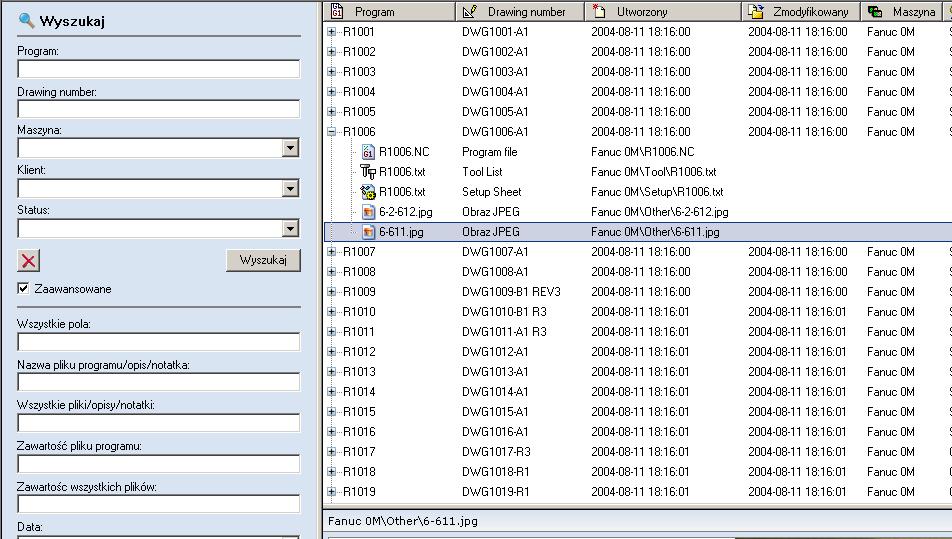 Wyszukaj
Program:
Drawing number:
Maszyna:
Klient:
Status:
Wyszukaj
Zaawansowane
Wszystkie pola:
Nazwa pliku programu/opis/notatka:
Wszystkie pliki/opisy/notatki:
Zawartość pliku programu:
Zawartośc wszystkich plików:
Data:
Program Drawing number Utworzony Zmodyfikowany Maszyna
R1001 DWG1001-A1 2004-08-11 18:16:00 2004-08-11 18:16:00 Fanuc 0M
R1002 DWG1002-A1 2004-08-11 18:16:00 2004-08-11 18:16:00 Fanuc 0M
R1003 DWG1003-A1 2004-08-11 18:16:00 2004-08-11 18:16:00 Fanuc 0M
R1004 DWG1004-A1 2004-08-11 18:16:00 2004-08-11 18:16:00 Fanuc 0M
R1005 DWG1005-A1 2004-08-11 18:16:00 2004-08-11 18:16:00 Fanuc 0M
R1006 DWG1006-A1 2004-08-11 18:16:00 2004-08-11 18:16:00 Fanuc 0M
R1006.NC Program file Fanuc 0M\R1006.NC
R1006.txt Tool List Fanuc 0M\Tool\R1006.txt
R1006.txt Setup Sheet Fanuc 0M\Setup\R1006.txt
6-2-612.jpg Obraz JPEG Fanuc 0M\Other\6-2-612.jpg
6-611.jpg Obraz JPEG Fanuc 0M\Other\6-611.jpg
R1007 DWG1007-A1 2004-08-11 18:16:00 2004-08-11 18:16:00 Fanuc 0M
R1008 DWG1008-A1 2004-08-11 18:16:00 2004-08-11 18:16:00 Fanuc 0M
R1009 DWG1009-B1 REV3 2004-08-11 18:16:00 2004-08-11 18:16:00 Fanuc 0M
R1010 DWG1010-B1 R3 2004-08-11 18:16:01 2004-08-11 18:16:01 Fanuc 0M
R1011 DWG1011-A1 R3 2004-08-11 18:16:01 2004-08-11 18:16:01 Fanuc 0M
R1012 DWG1012-A1 2004-08-11 18:16:01 2004-08-11 18:16:01 Fanuc 0M
R1013 DWG1013-A1 2004-08-11 18:16:01 2004-08-11 18:16:01 Fanuc 0M
R1014 DWG1014-A1 2004-08-11 18:16:01 2004-08-11 18:16:01 Fanuc 0M
R1015 DWG1015-A1 2004-08-11 18:16:01 2004-08-11 18:16:01 Fanuc 0M
R1016 DWG1016-A1 2004-08-11 18:16:01 2004-08-11 18:16:01 Fanuc 0M
R1017 DWG1017-R3 2004-08-11 18:16:01 2004-08-11 18:16:01 Fanuc 0M
R1018 DWG1018-R1 2004-08-11 18:16:01 2004-08-11 18:16:01 Fanuc 0M
R1019 DWG1019-R1 2004-08-11 18:16:01 2004-08-11 18:16:01 Fanuc 0M
Fanuc 0M\Other\6-611.jpg